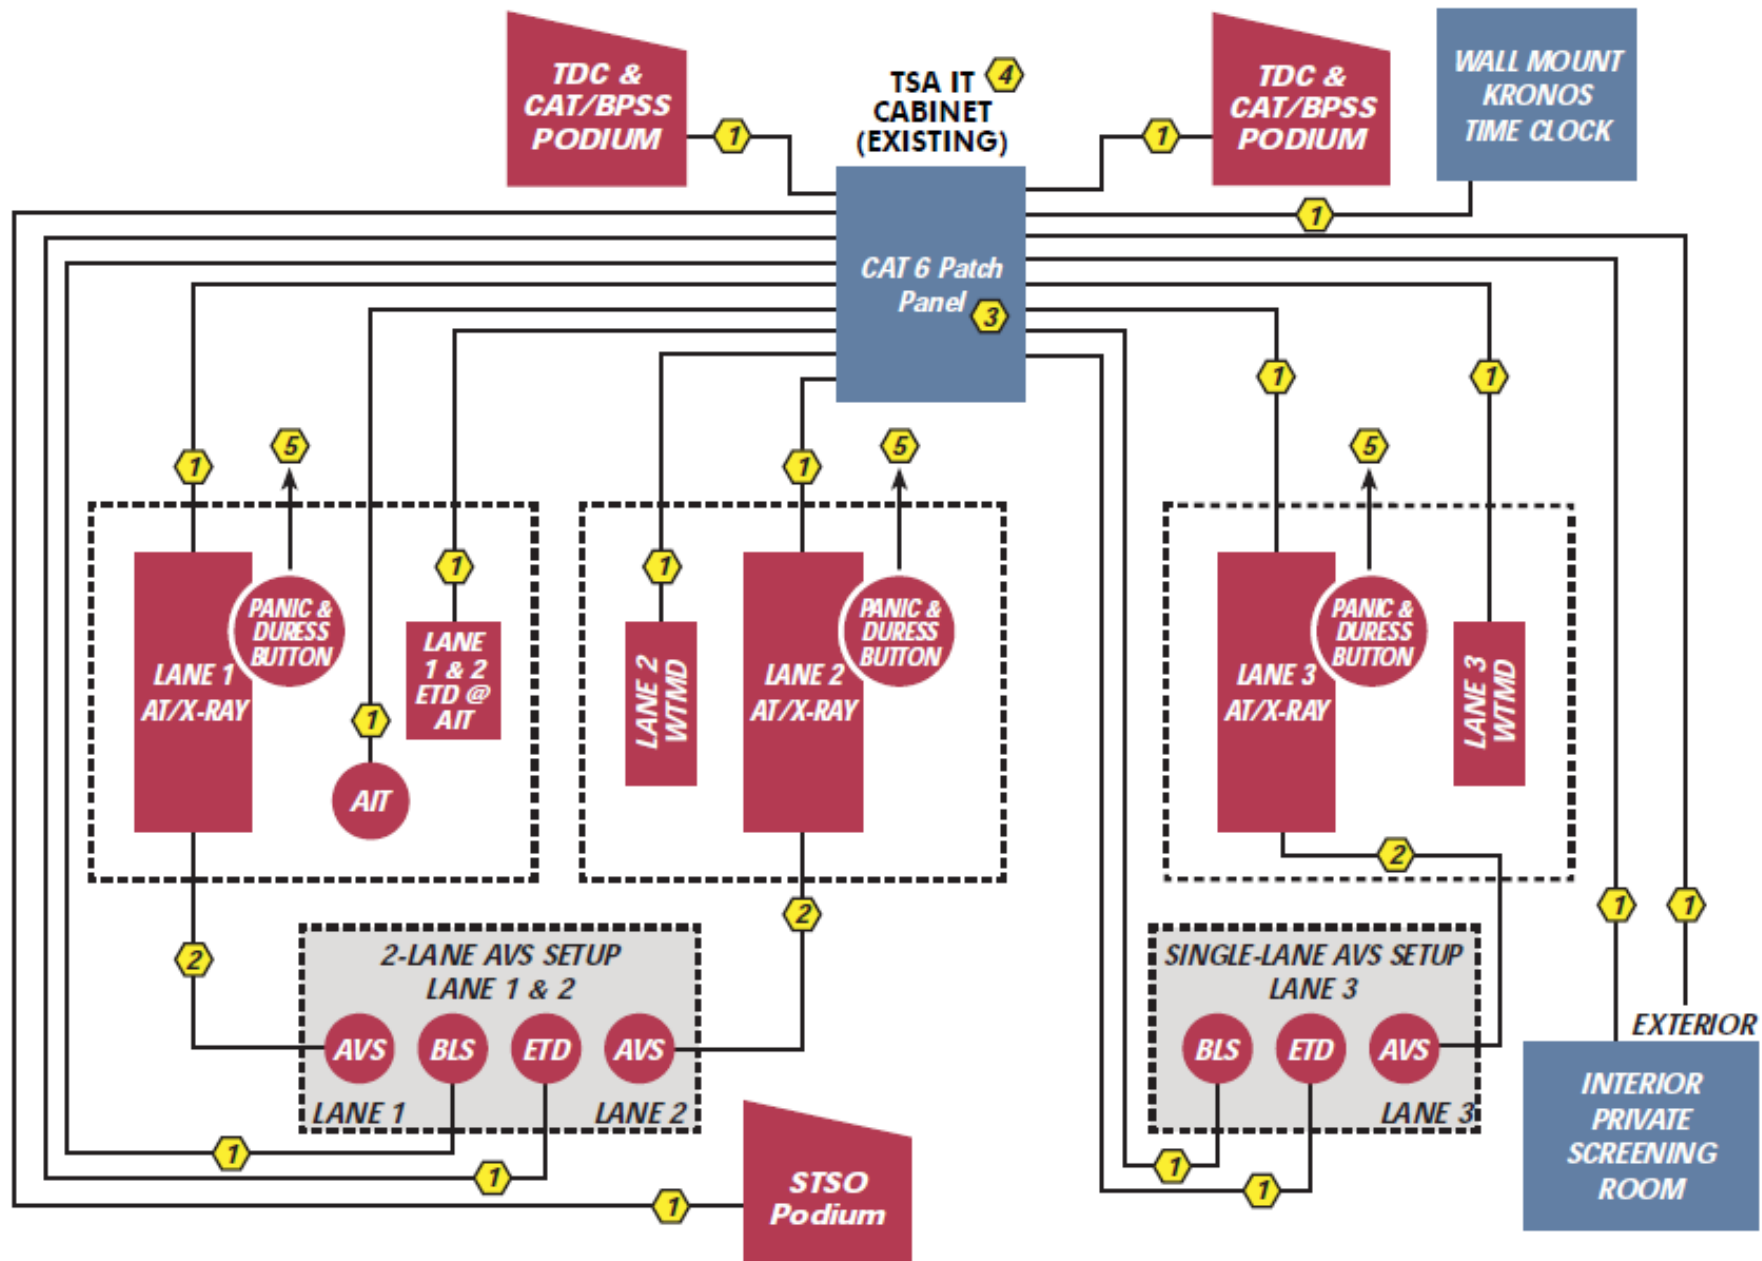 TDC &
CAT/BPSS
PODIUM
1
TSA IT
CABINET
(EXISTING)
4
1
TDC &
CAT/BPSS
PODIUM
WALL MOUNT
KRONOS
TIME CLOCK
1
CAT 6 Patch
Panel
3
1
5
1
5
1
5
1
1
1
LANE 1
AT/X-RAY
PANIC &
DURESS
BUTTON
1
AIT
LANE
1 & 2
ETD @
AIT
LANE 2
WTMD
LANE 2
AT/X-RAY
PANIC &
DURESS
BUTTON
LANE 3
AT/X-RAY
PANIC &
DURESS
BUTTON
LANE 3
WTMD
2
2
2
1
1
2-LANE AVS SETUP
LANE 1 & 2
AVS
BLS
ETD
AVS
LANE 1
LANE 2
SINGLE-LANE AVS SETUP
LANE 3
BLS
ETD
AVS
LANE 3
EXTERIOR
INTERIOR
PRIVATE
SCREENING
ROOM
1
1
1
STSO
Podium
1
1